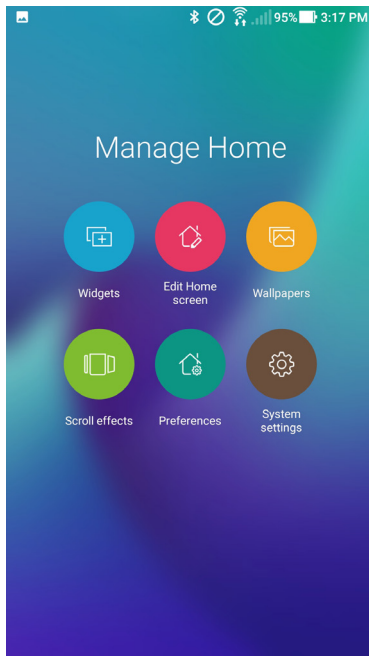 95% 3:17 PM
Manage Home
Widgets
Edit Home
screen
Wallpapers
Scroll effects
Preferences
System
settings